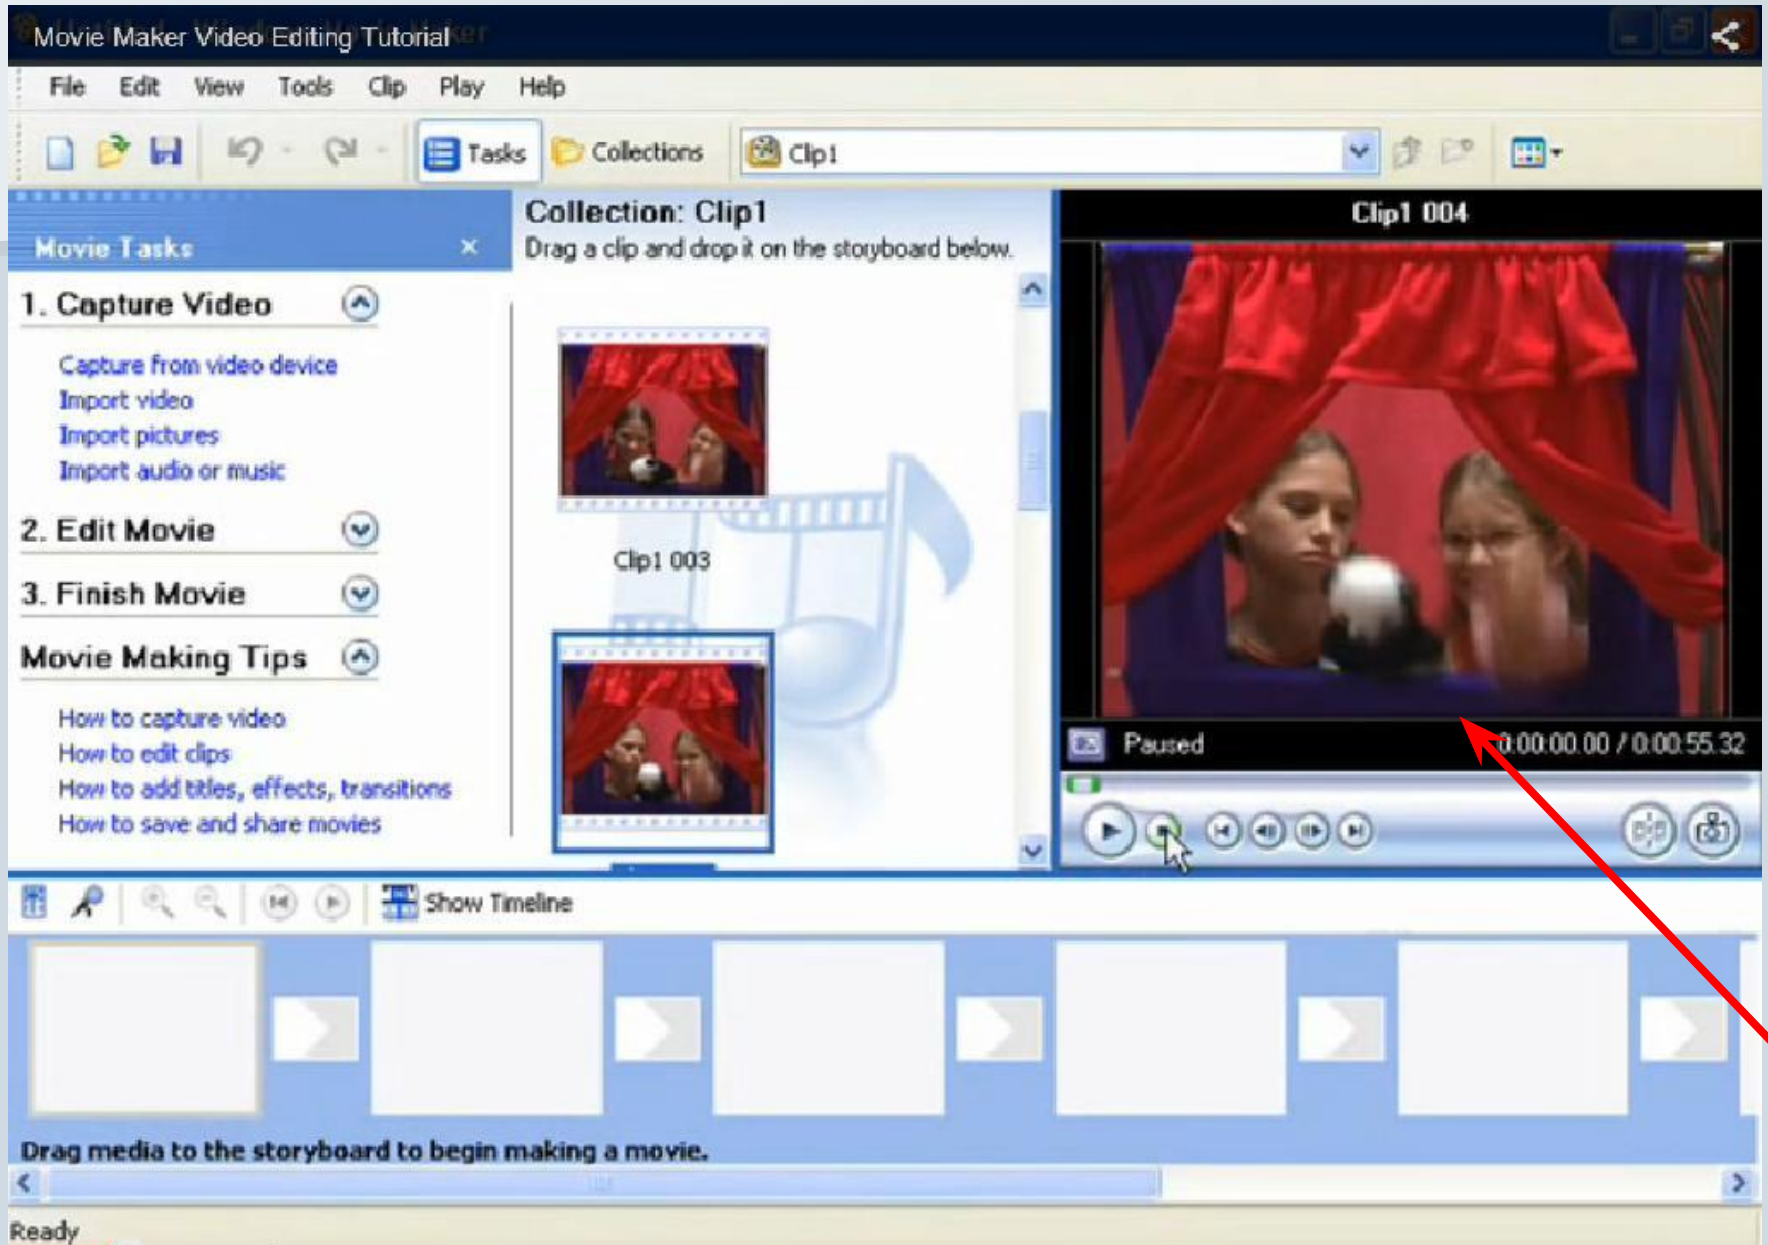 Movie Maker Video Editing Tutorial
File Edit View Tools Clip Play Help
Tasks Collections Clip1
Movie Tasks
1. Capture Video
Capture from video device
Import video
Import pictures
Import audio or music
2. Edit Movie
3. Finish Movie
Movie Making Tips
How to capture video
How to edit clips
How to add titles, effects, transitions
How to save and share movies
Collection: Clip1
Drag a clip and drop it on the storyboard below.
Clip1 003
Clip1 004
Paused 0:00:00.00 / 0:00:55.32
Show Timeline
Drag media to the storyboard to begin making a movie.
Ready